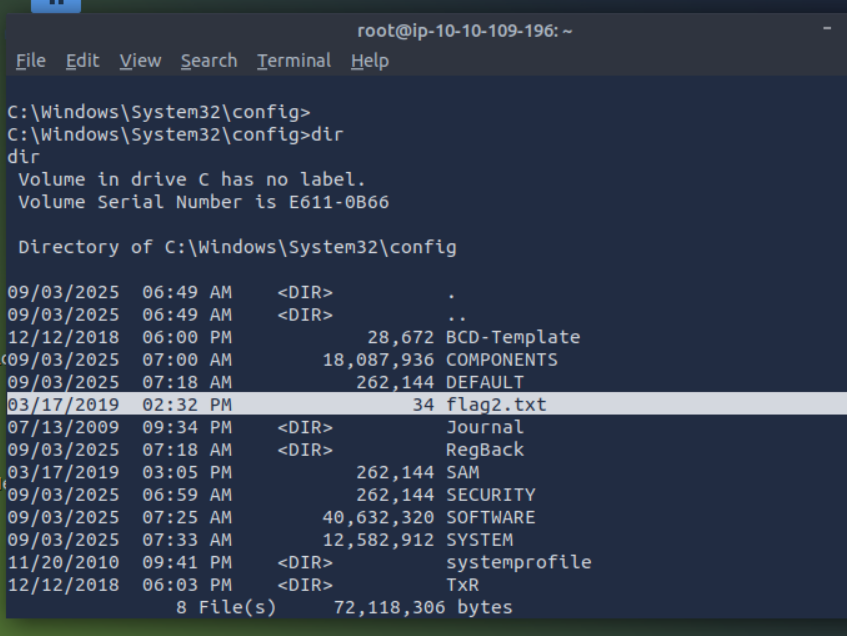 root@ip-10-10-109-196: ~
File Edit View Search Terminal Help
C:\Windows\System32\config>
C:\Windows\System32\config>dir
dir
 Volume in drive C has no label.
 Volume Serial Number is E611-0B66
 Directory of C:\Windows\System32\config
09/03/2025  06:49 AM    <DIR>          .
09/03/2025  06:49 AM    <DIR>          ..
12/12/2018  06:00 PM            28,672 BCD-Template
09/03/2025  07:00 AM        18,087,936 COMPONENTS
09/03/2025  07:18 AM           262,144 DEFAULT
03/17/2019  02:32 PM                34 flag2.txt
07/13/2009  09:34 PM    <DIR>          Journal
09/03/2025  07:18 AM    <DIR>          RegBack
03/17/2019  03:05 PM           262,144 SAM
09/03/2025  06:59 AM           262,144 SECURITY
09/03/2025  07:25 AM        40,632,320 SOFTWARE
09/03/2025  07:33 AM        12,582,912 SYSTEM
11/20/2010  09:41 PM    <DIR>          systemprofile
12/12/2018  06:03 PM    <DIR>          TxR
               8 File(s)     72,118,306 bytes